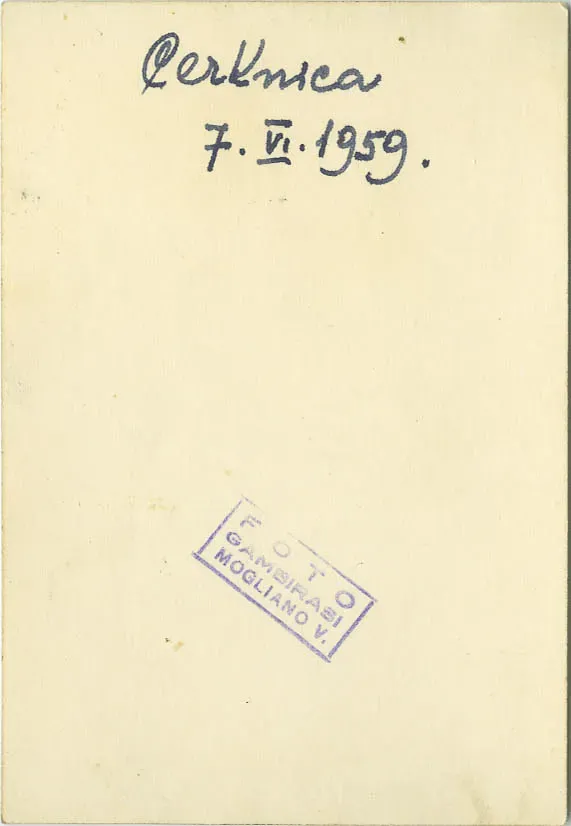 Cerknica
7. VI. 1959.
FOTO
GAMBIRASI
MOGLIANO V.